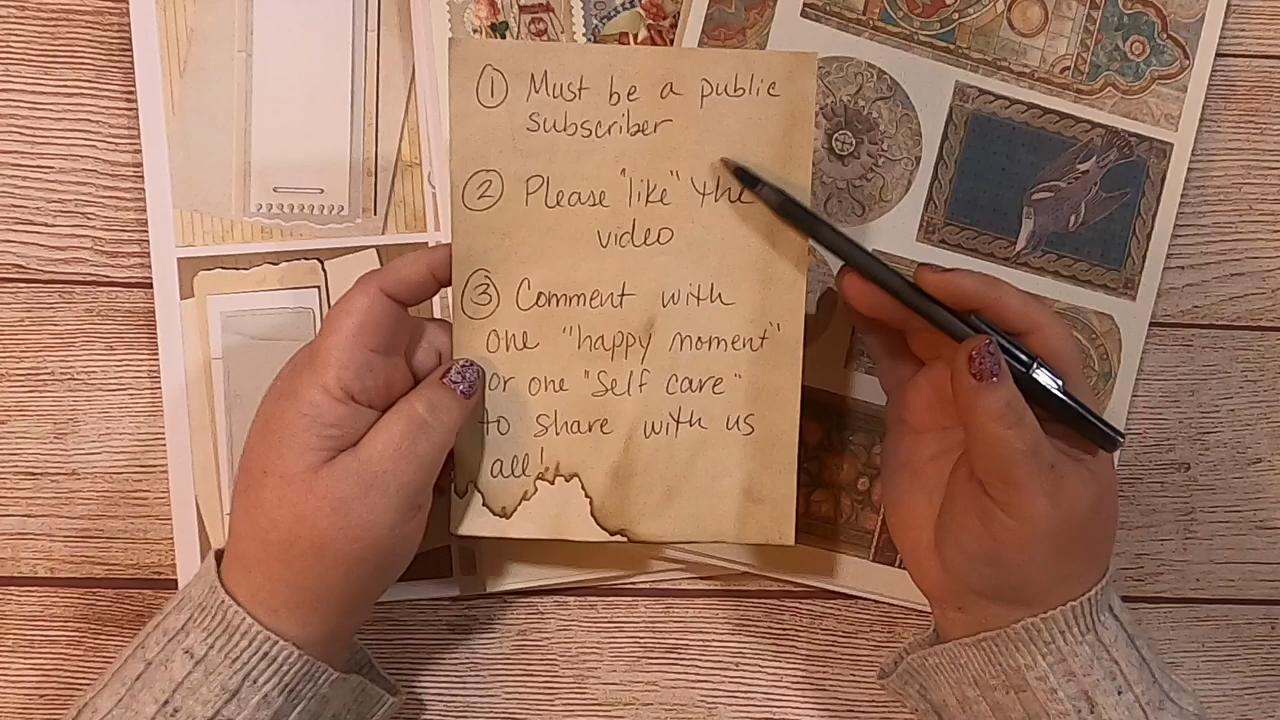 ① Must be a public
subscriber
② Please "like" the
video
③ Comment with
one "happy moment"
or one "Self care"
to share with us
all!